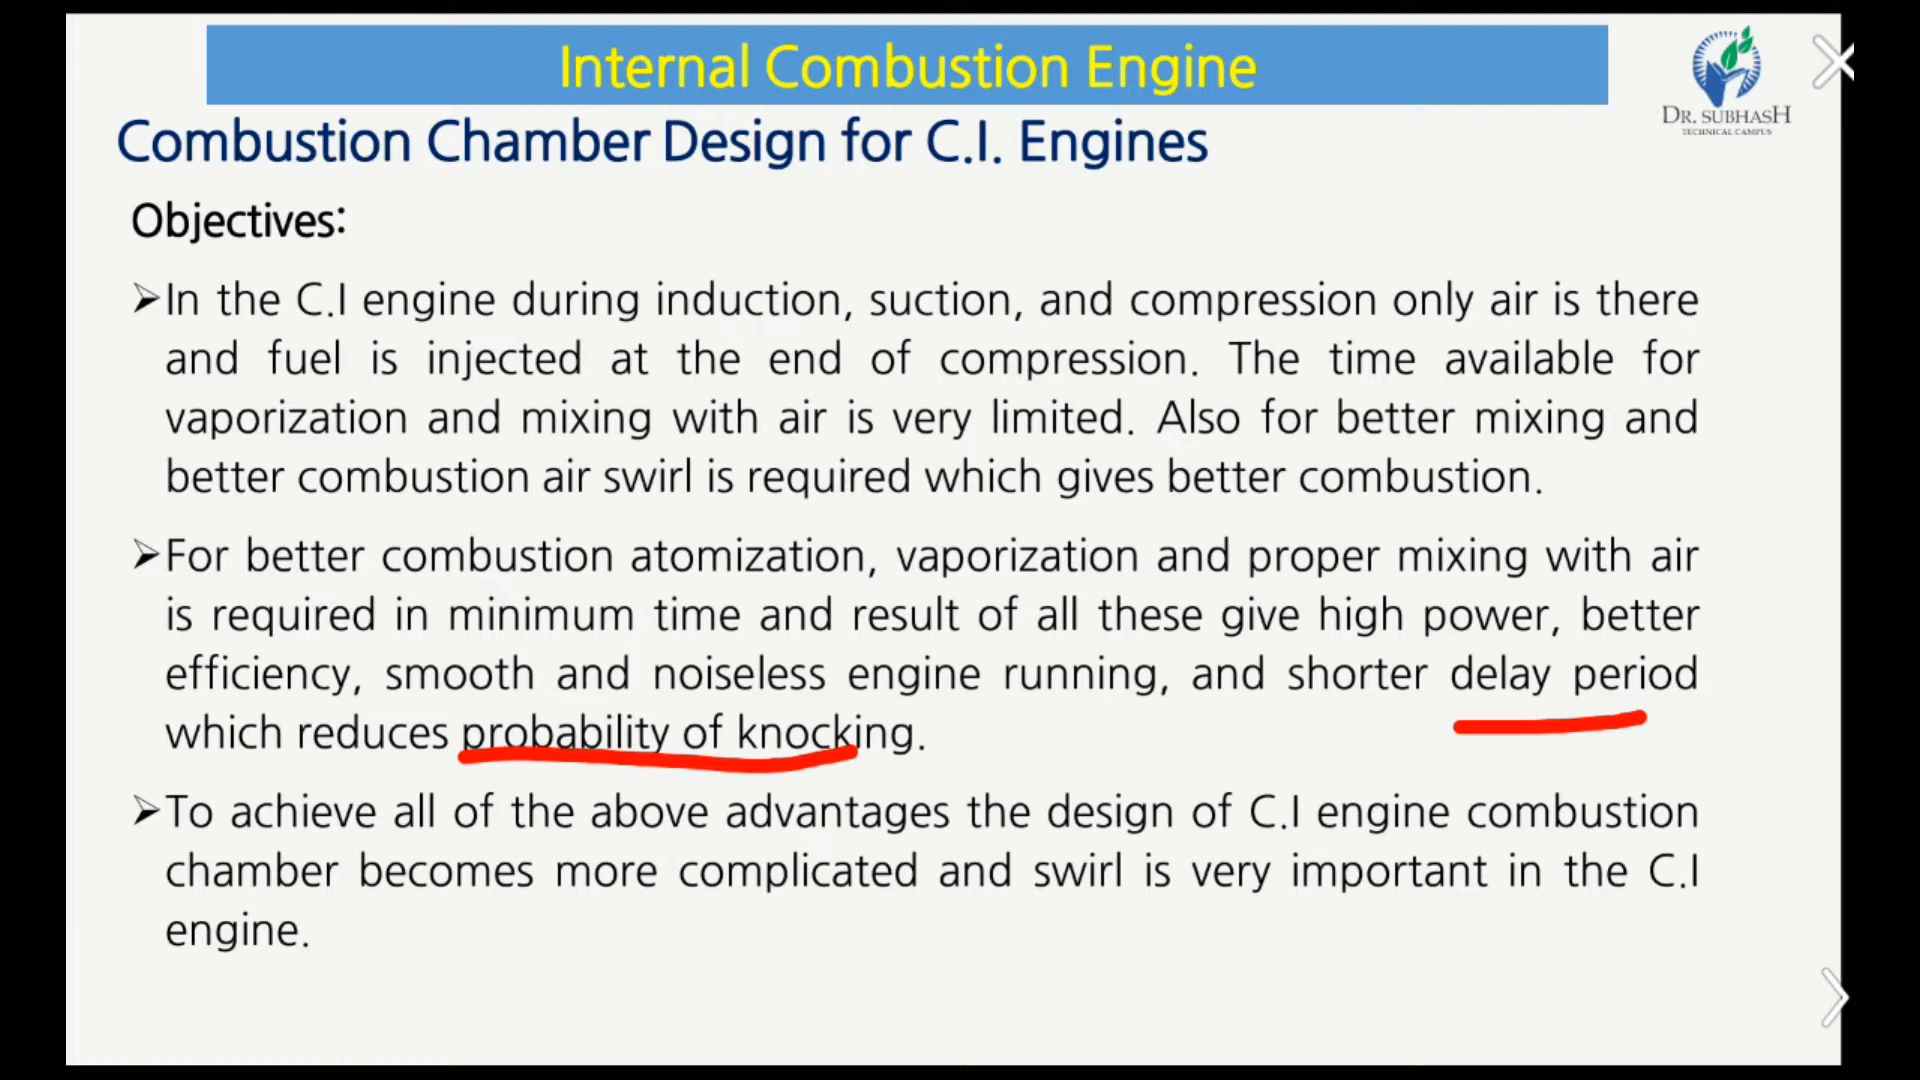 Internal Combustion Engine
DR. SUBHASH
TECHNICAL CAMPUS
Combustion Chamber Design for C.I. Engines
Objectives:
➢In the C.I engine during induction, suction, and compression only air is there
and fuel is injected at the end of compression. The time available for
vaporization and mixing with air is very limited. Also for better mixing and
better combustion air swirl is required which gives better combustion.
➢For better combustion atomization, vaporization and proper mixing with air
is required in minimum time and result of all these give high power, better
efficiency, smooth and noiseless engine running, and shorter delay period
which reduces probability of knocking.
➢To achieve all of the above advantages the design of C.I engine combustion
chamber becomes more complicated and swirl is very important in the C.I
engine.